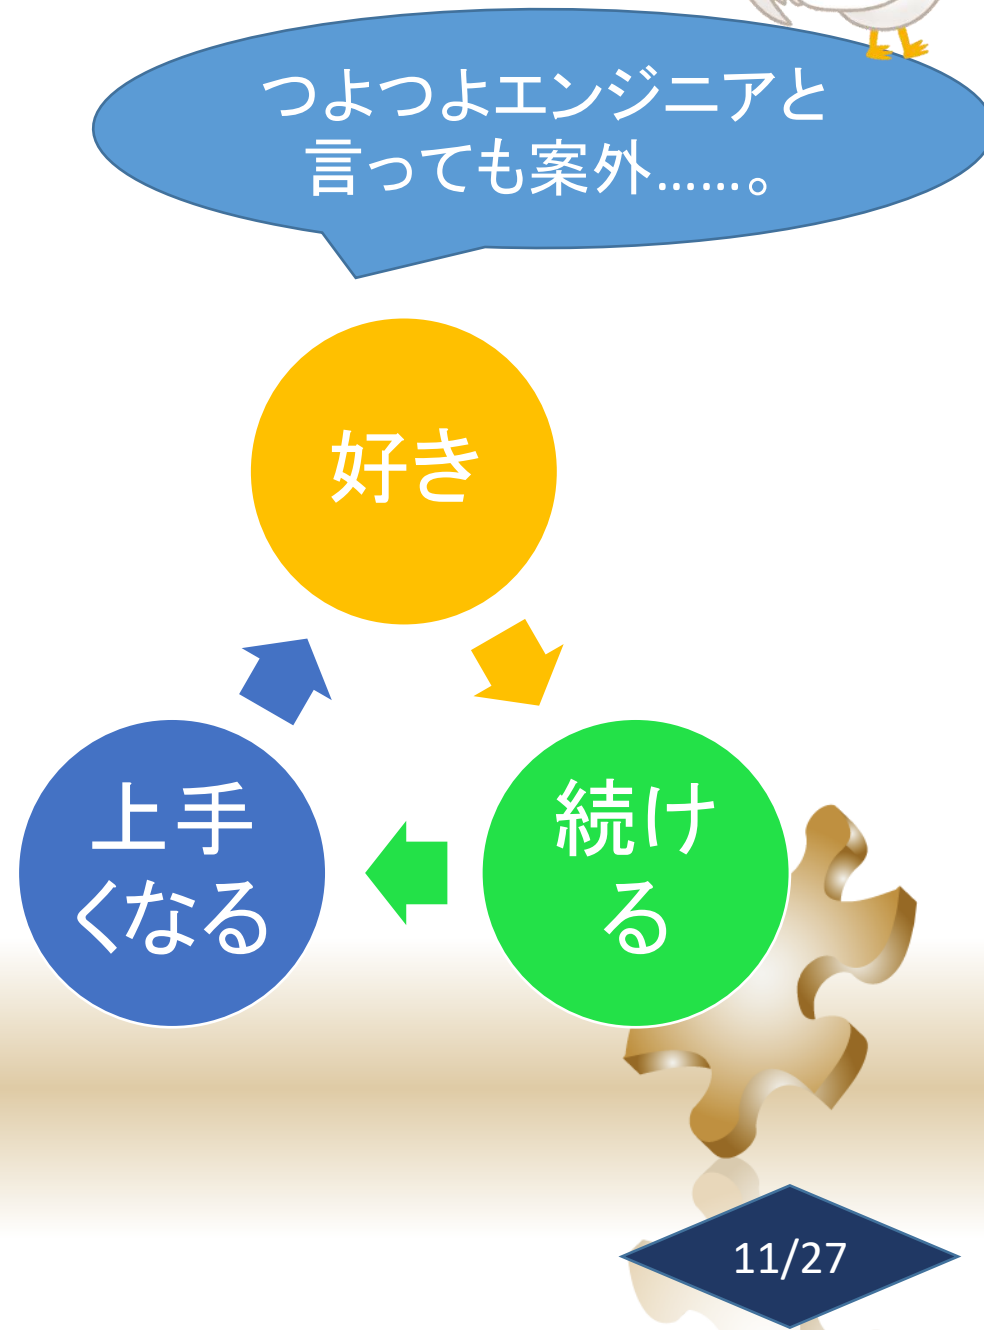 つよつよエンジニアと
言っても案外……。
好き
続け
る
上手
くなる
11/27